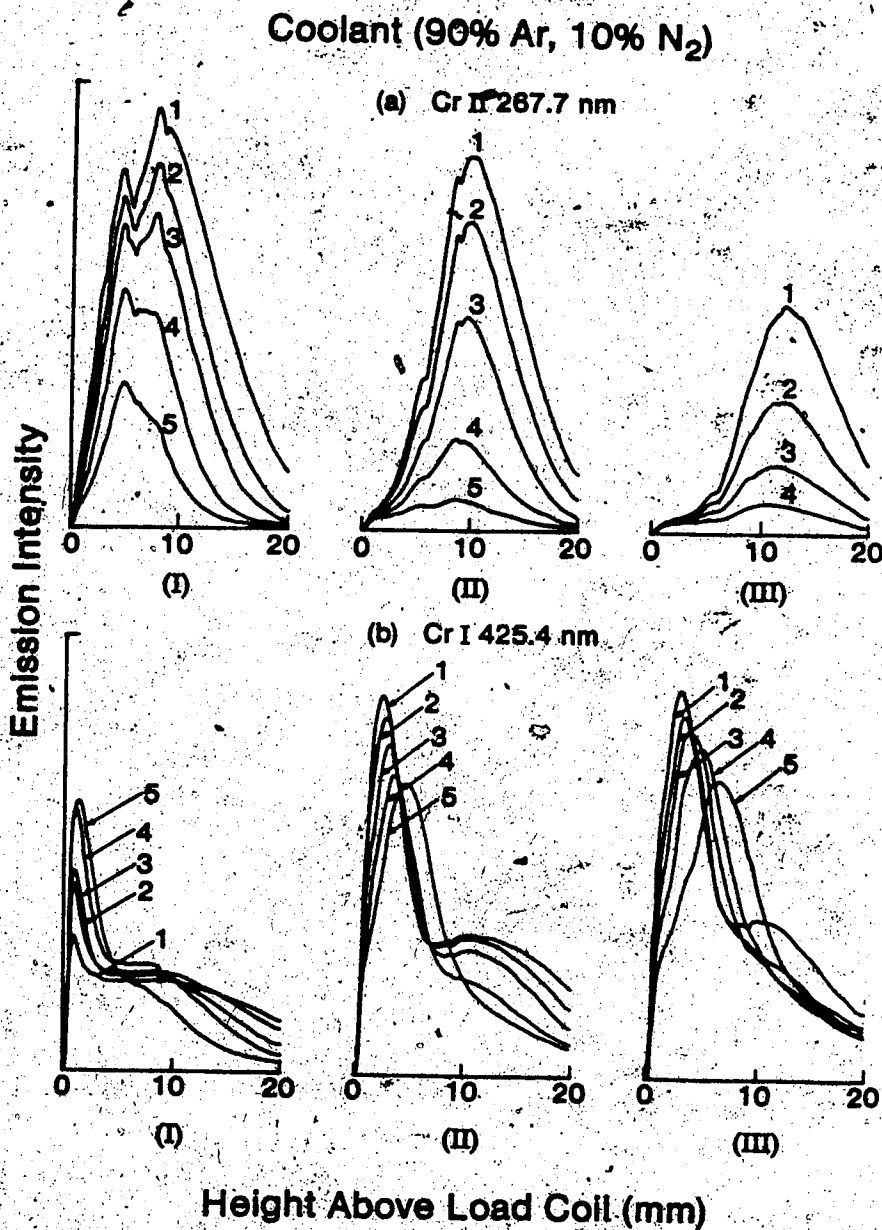 Coolant (90% Ar, 10% N2)
(a) Cr II 267.7 nm
1
2
3
4
5
1
2
3
4
5
1
2
3
4
0 10 20
0 10 20
0 10 20
(I)
(II)
(III)
Emission Intensity
(b) Cr I 425.4 nm
5
4
3
2
1
1
2
3
4
5
1
2
3
4
5
0 10 20
0 10 20
0 10 20
(I)
(II)
(III)
Height Above Load Coil (mm)